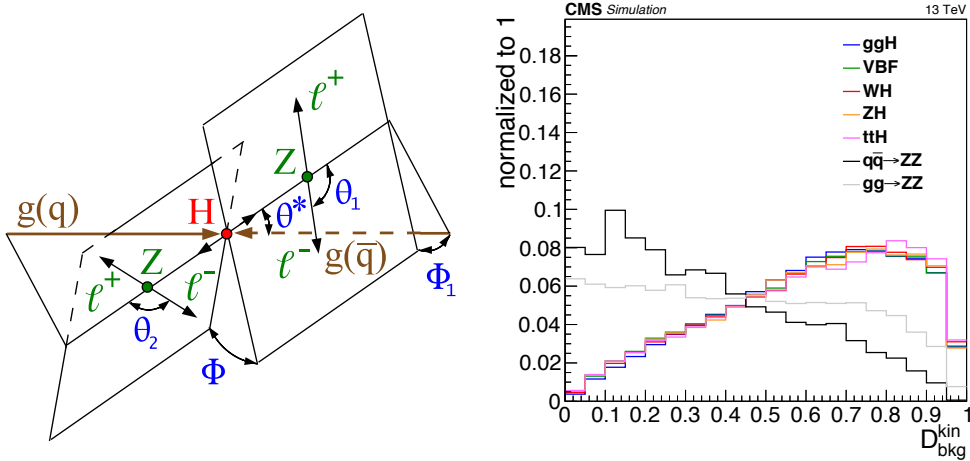 g(q)
H
Z
ℓ+
ℓ-
θ2
Φ
ℓ+
Z
θ*
θ1
ℓ-
g(q̅)
Φ1
CMS Simulation 13 TeV
normalized to 1
0.18
0.16
0.14
0.12
0.1
0.08
0.06
0.04
0.02
0
ggH
VBF
WH
ZH
ttH
qq̅→ZZ
gg→ZZ
0 0.1 0.2 0.3 0.4 0.5 0.6 0.7 0.8 0.9 1
D kin bkg